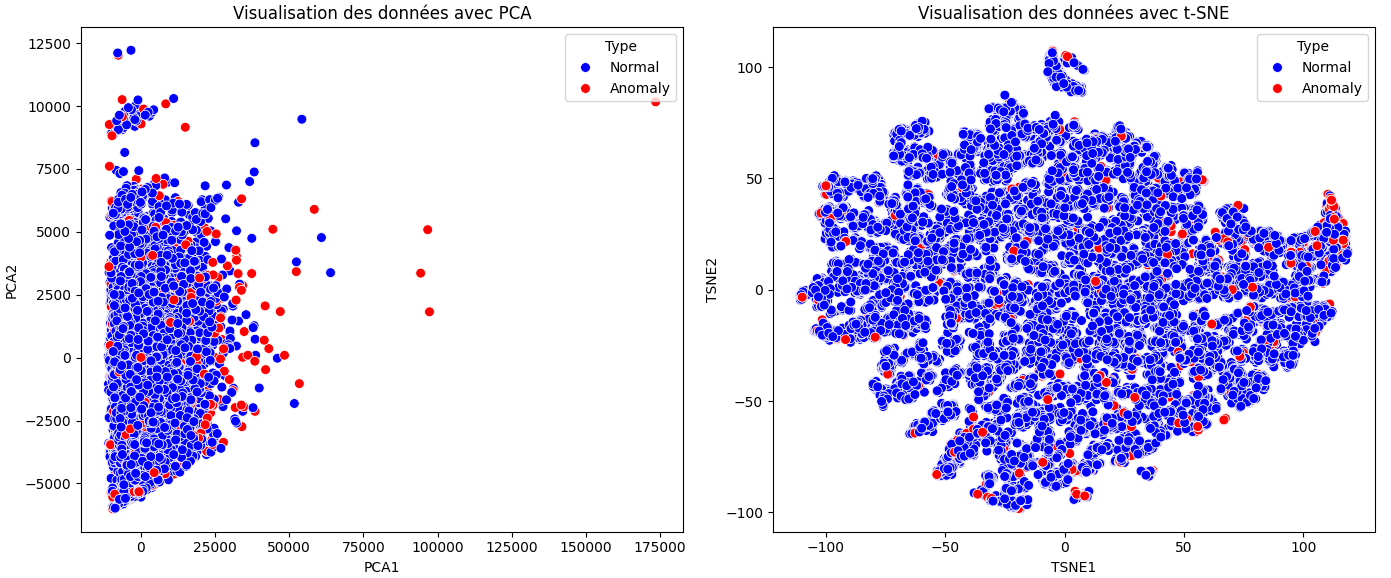 Visualisation des données avec PCA
12500
10000
7500
5000
2500
0
−2500
−5000
PCA2
0
25000
50000
75000
100000
125000
150000
175000
PCA1
Type
Normal
Anomaly
Visualisation des données avec t-SNE
100
50
0
−50
−100
TSNE2
−100
−50
0
50
100
TSNE1
Type
Normal
Anomaly